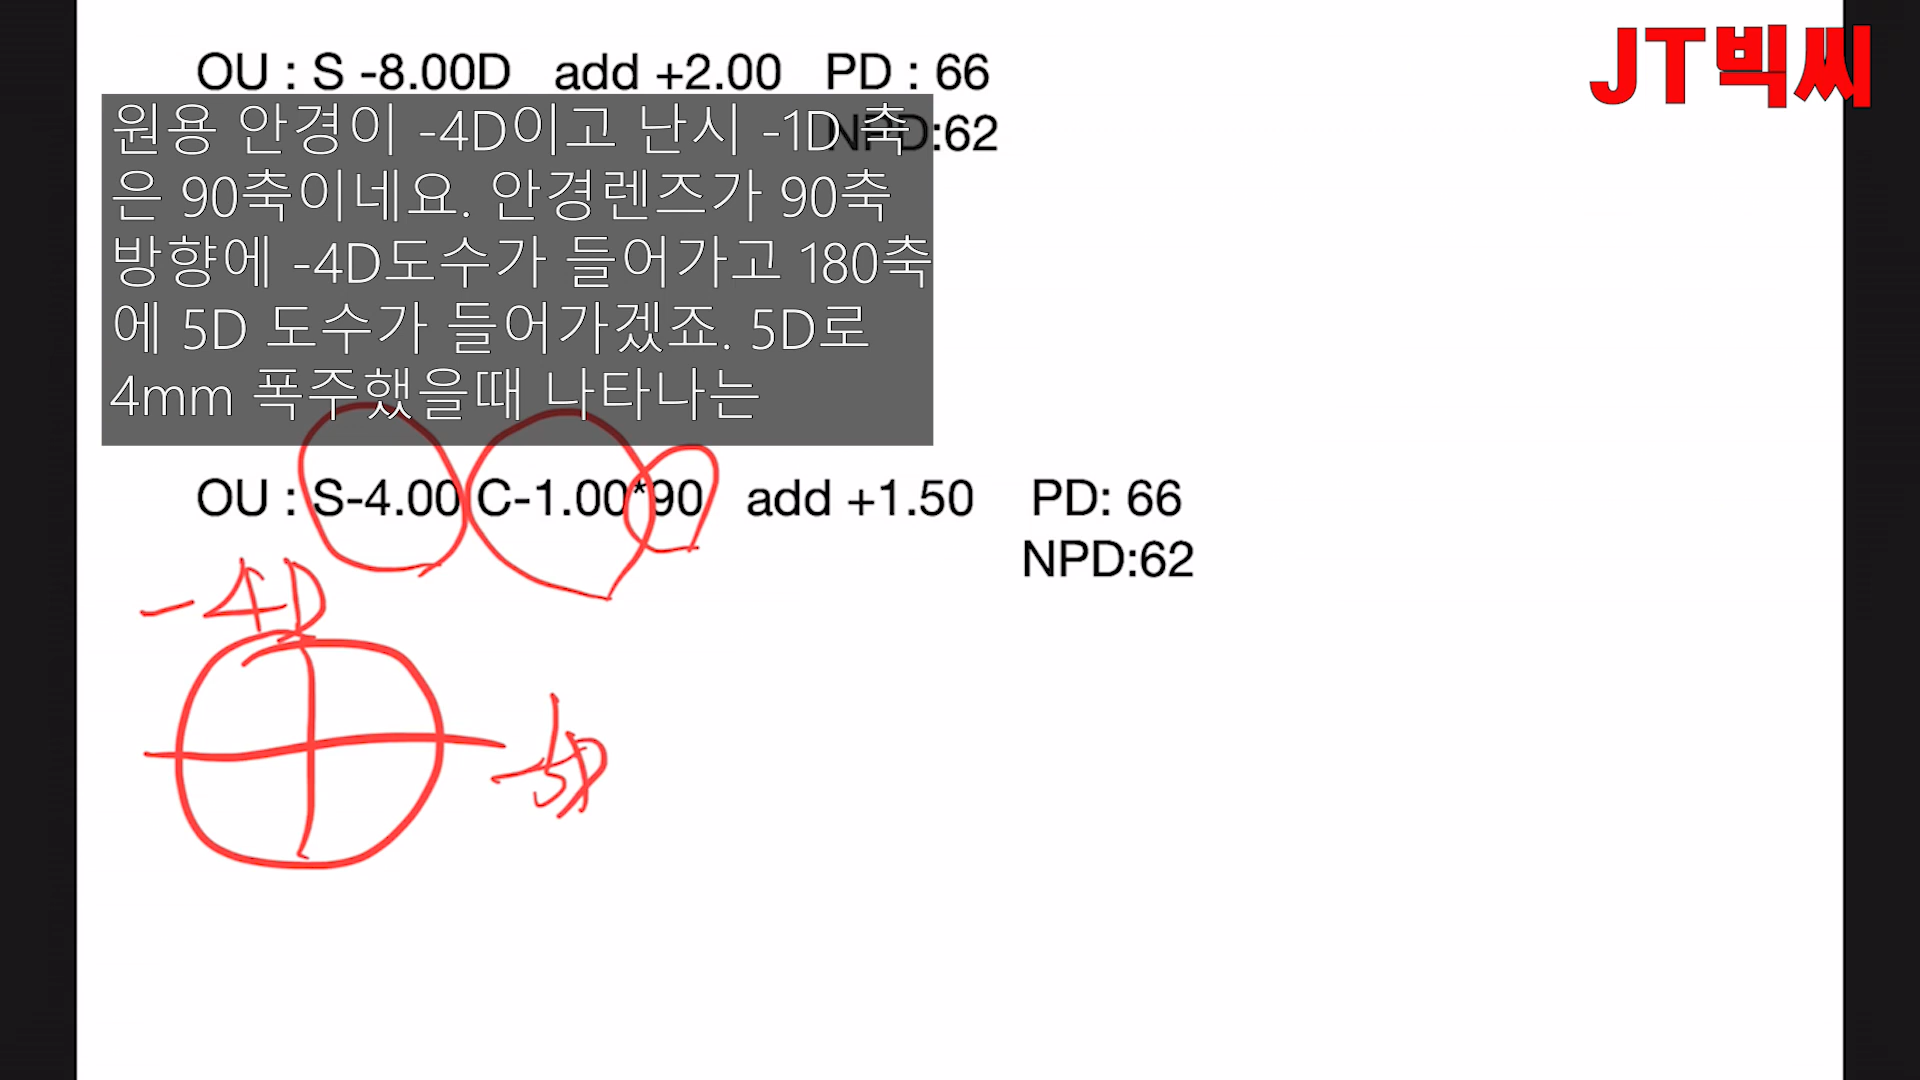 OU : S -8.00D add +2.00 PD : 66
JT빅씨
NPD:62
원용 안경이 -4D이고 난시 -1D 축
은 90축이네요. 안경렌즈가 90축
방향에 -4D도수가 들어가고 180축
에 5D 도수가 들어가겠죠. 5D로
4mm 폭주했을때 나타나는
OU : S-4.00 C-1.00*90 add +1.50 PD: 66
NPD:62
-4D
-5D